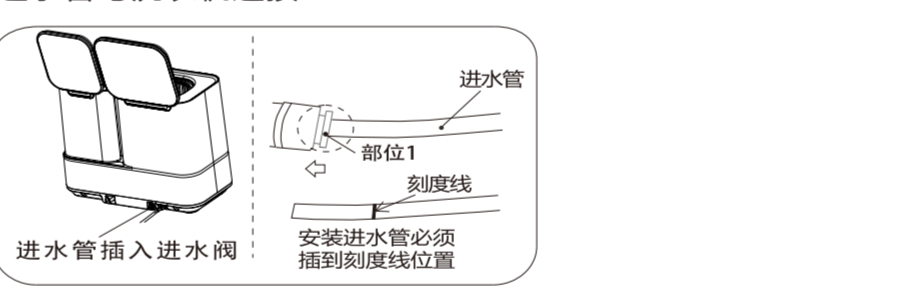 进水管
部位1
刻度线
安装进水管必须
插到刻度线位置
进水管插入进水阀